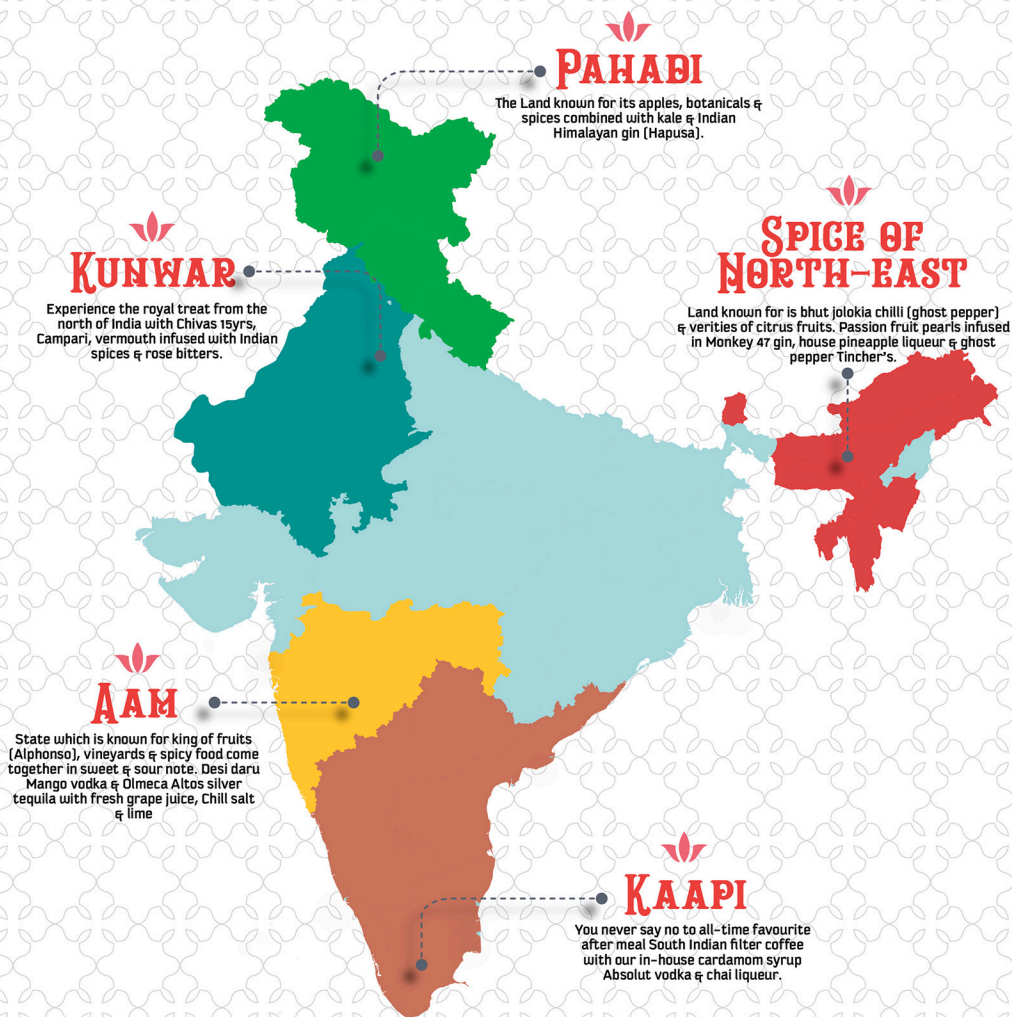 PAHADI
The Land known for its apples, botanicals &
spices combined with kale & Indian
Himalayan gin (Hapusa).
SPICE OF
NORTH-EAST
Land known for is bhut jolokia chilli (ghost pepper)
& verities of citrus fruits. Passion fruit pearls infused
in Monkey 47 gin, house pineapple liqueur & ghost
pepper Tincher's.
KUNWAR
Experience the royal treat from the
north of India with Chivas 15yrs,
Campari, vermouth infused with Indian
spices & rose bitters.
AAM
State which is known for king of fruits
(Alphonso), vineyards & spicy food come
together in sweet & sour note. Desi daru
Mango vodka & Olmeca Altos silver
tequila with fresh grape juice, Chill salt
& lime
KAAPI
You never say no to all-time favourite
after meal South Indian filter coffee
with our in-house cardamom syrup
Absolut vodka & chai liqueur.